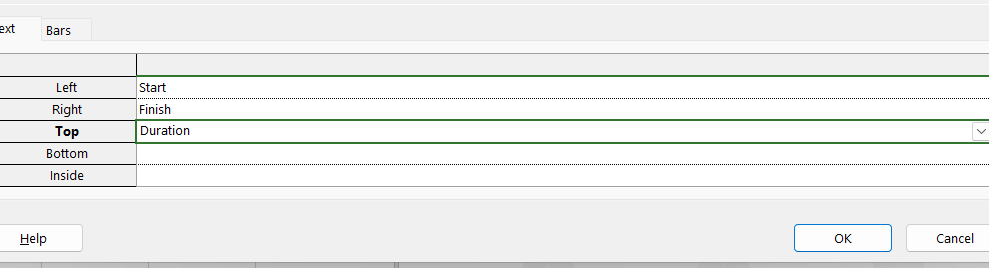 ext Bars
Left Start
Right Finish
Top Duration
Bottom
Inside
Help OK Cancel